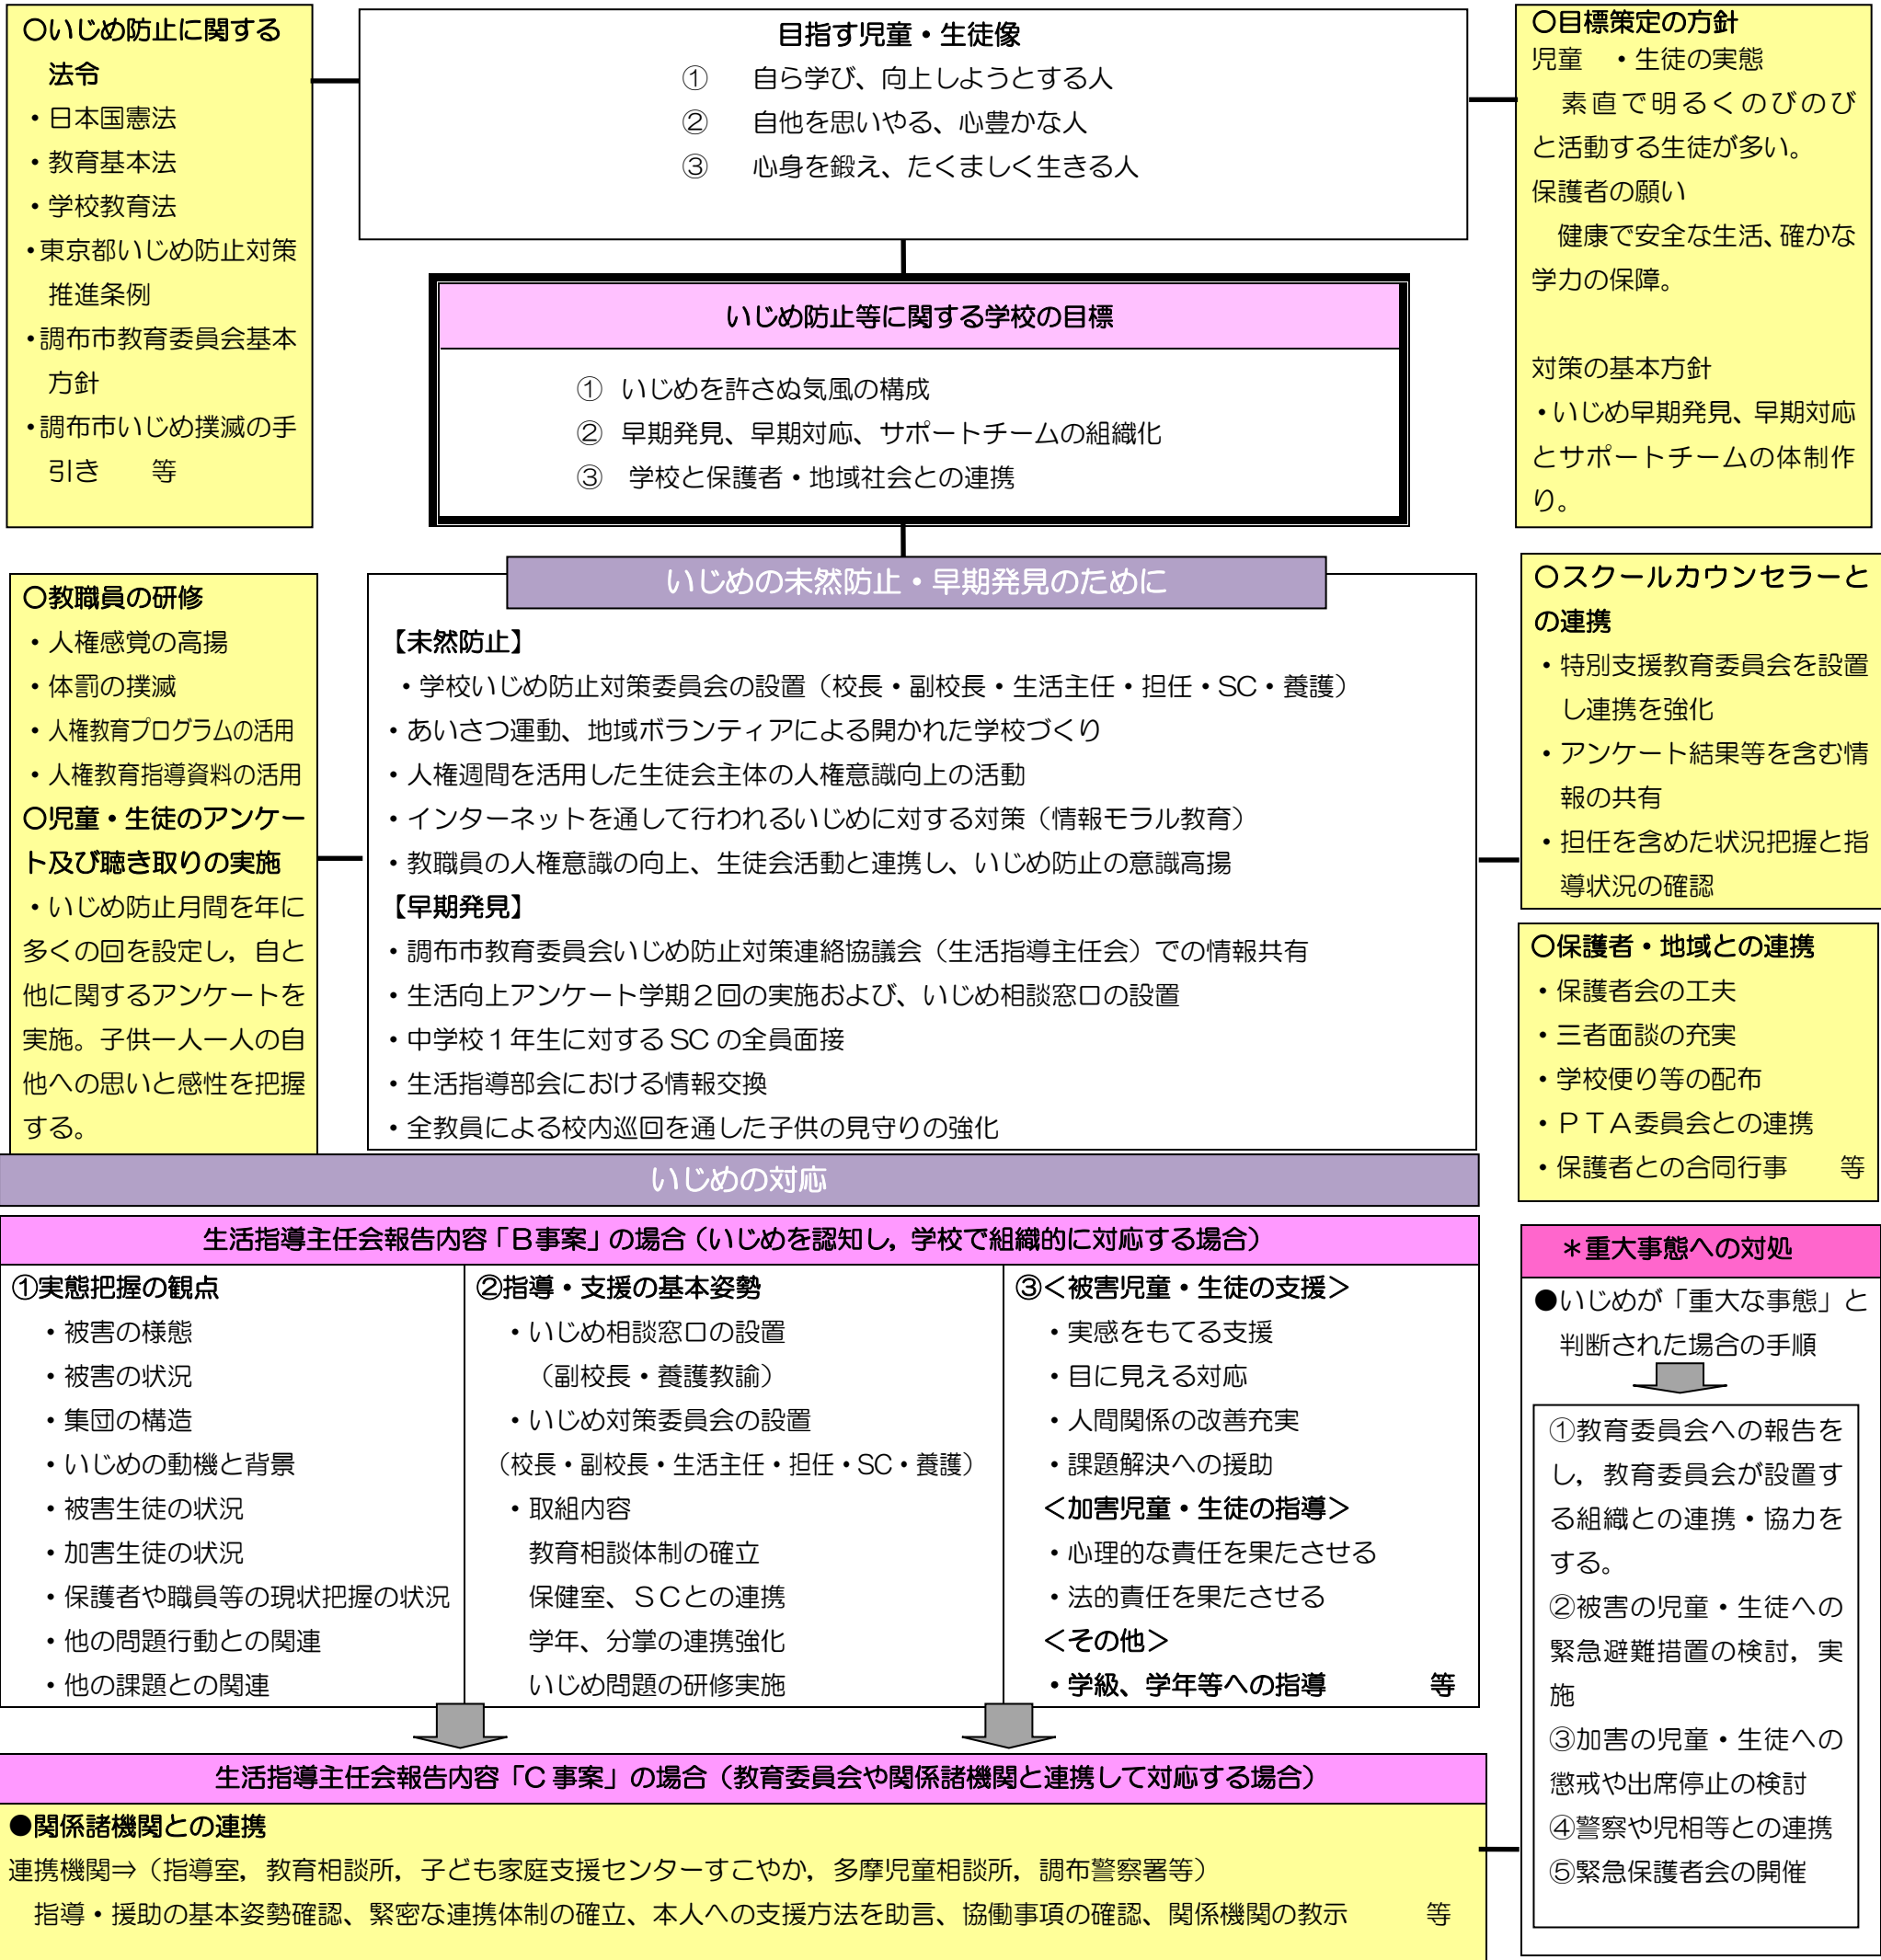 〇いじめ防止に関する
法令
・日本国憲法
・教育基本法
・学校教育法
・東京都いじめ防止対策
推進条例
・調布市教育委員会基本
方針
・調布市いじめ撲滅の手
引き　　等
目指す児童・生徒像
①　自ら学び、向上しようとする人
②　自他を思いやる、心豊かな人
③　心身を鍛え、たくましく生きる人
〇目標策定の方針
児童　・生徒の実態
素直で明るくのびのび
と活動する生徒が多い。
保護者の願い
健康で安全な生活、確かな
学力の保障。
対策の基本方針
・いじめ早期発見、早期対応
とサポートチームの体制作
り。
いじめ防止等に関する学校の目標
①　いじめを許さぬ気風の構成
②　早期発見、早期対応、サポートチームの組織化
③　学校と保護者・地域社会との連携
〇教職員の研修
・人権感覚の高揚
・体罰の撲滅
・人権教育プログラムの活用
・人権教育指導資料の活用
〇児童・生徒のアンケー
ト及び聴き取りの実施
・いじめ防止月間を年に
多くの回を設定し，自と
他に関するアンケートを
実施。子供一人一人の自
他への思いと感性を把握
する。
いじめの未然防止・早期発見のために
【未然防止】
・学校いじめ防止対策委員会の設置（校長・副校長・生活主任・担任・SC・養護）
・あいさつ運動、地域ボランティアによる開かれた学校づくり
・人権週間を活用した生徒会主体の人権意識向上の活動
・インターネットを通して行われるいじめに対する対策（情報モラル教育）
・教職員の人権意識の向上、生徒会活動と連携し、いじめ防止の意識高揚
【早期発見】
・調布市教育委員会いじめ防止対策連絡協議会（生活指導主任会）での情報共有
・生活向上アンケート学期２回の実施および、いじめ相談窓口の設置
・中学校１年生に対する SC の全員面接
・生活指導部会における情報交換
・全教員による校内巡回を通した子供の見守りの強化
〇スクールカウンセラーと
の連携
・特別支援教育委員会を設置
し連携を強化
・アンケート結果等を含む情
報の共有
・担任を含めた状況把握と指
導状況の確認
〇保護者・地域との連携
・保護者会の工夫
・三者面談の充実
・学校便り等の配布
・ＰＴＡ委員会との連携
・保護者との合同行事　　等
いじめの対応
生活指導主任会報告内容「Ｂ事案」の場合（いじめを認知し，学校で組織的に対応する場合）
①実態把握の観点
・被害の様態
・被害の状況
・集団の構造
・いじめの動機と背景
・被害生徒の状況
・加害生徒の状況
・保護者や職員等の現状把握の状況
・他の問題行動との関連
・他の課題との関連
②指導・支援の基本姿勢
・いじめ相談窓口の設置
（副校長・養護教諭）
・いじめ対策委員会の設置
（校長・副校長・生活主任・担任・SC・養護）
・取組内容
教育相談体制の確立
保健室、ＳＣとの連携
学年、分掌の連携強化
いじめ問題の研修実施
③＜被害児童・生徒の支援＞
・実感をもてる支援
・目に見える対応
・人間関係の改善充実
・課題解決への援助
＜加害児童・生徒の指導＞
・心理的な責任を果たさせる
・法的責任を果たさせる
＜その他＞
・学級、学年等への指導　　　　等
＊重大事態への対処
●いじめが「重大な事態」と
判断された場合の手順
①教育委員会への報告を
し，教育委員会が設置す
る組織との連携・協力を
する。
②被害の児童・生徒への
緊急避難措置の検討，実
施
③加害の児童・生徒への
懲戒や出席停止の検討
④警察や児相等との連携
⑤緊急保護者会の開催
生活指導主任会報告内容「C 事案」の場合（教育委員会や関係諸機関と連携して対応する場合）
●関係諸機関との連携
連携機関⇒（指導室，教育相談所，子ども家庭支援センターすこやか，多摩児童相談所，調布警察署等）
指導・援助の基本姿勢確認、緊密な連携体制の確立、本人への支援方法を助言、協働事項の確認、関係機関の教示　　　等